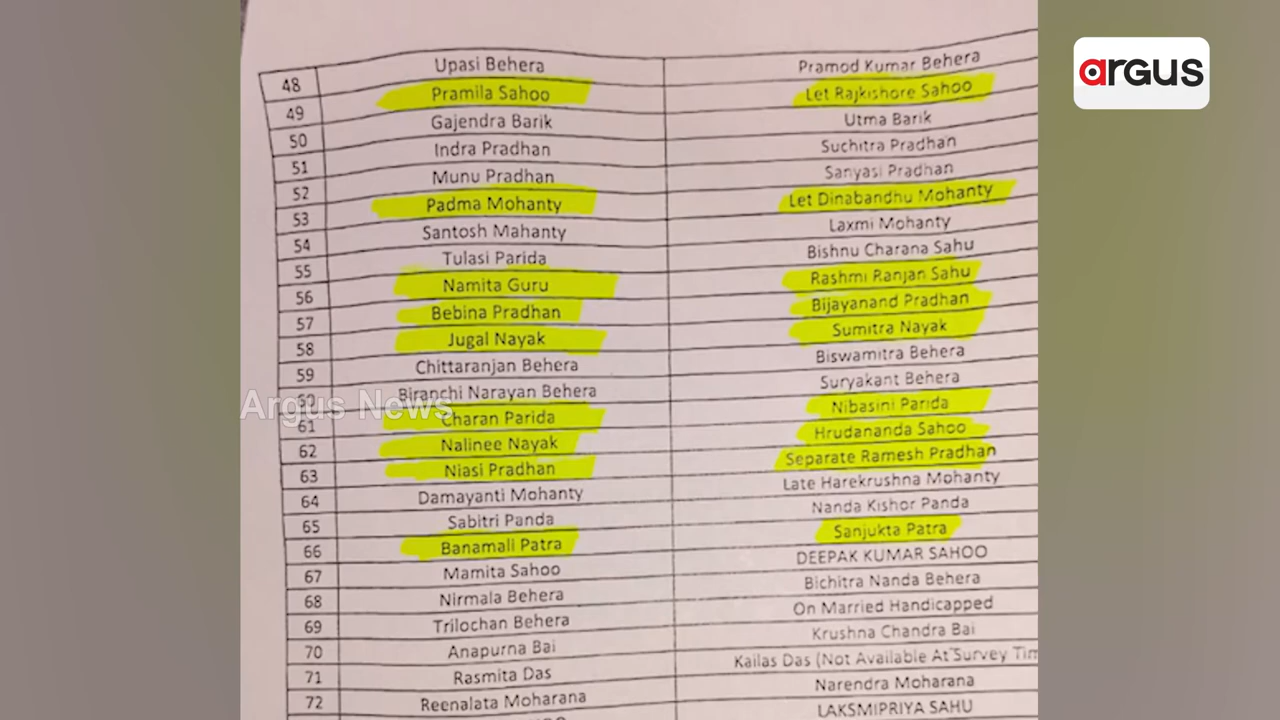 argus
48 Upasi Behera Pramod Kumar Behera
49 Pramila Sahoo Let Rajkishore Sahoo
50 Gajendra Barik Utma Barik
51 Indra Pradhan Suchitra Pradhan
52 Munu Pradhan Sanyasi Pradhan
53 Padma Mohanty Let Dinabandhu Mohanty
54 Santosh Mahanty Laxmi Mohanty
55 Tulasi Parida Bishnu Charana Sahu
56 Namita Guru Rashmi Ranjan Sahu
57 Bebina Pradhan Bijayanand Pradhan
58 Jugal Nayak Sumitra Nayak
59 Chittaranjan Behera Biswamitra Behera
60 Biranchi Narayan Behera Suryakant Behera
Argus News
61 Charan Parida Nibasini Parida
62 Nalinee Nayak Hrudananda Sahoo
63 Niasi Pradhan Separate Ramesh Pradhan
64 Damayanti Mohanty Late Harekrushna Mohanty
65 Sabitri Panda Nanda Kishor Panda
66 Banamali Patra Sanjukta Patra
67 Mamita Sahoo DEEPAK KUMAR SAHOO
68 Nirmala Behera Bichitra Nanda Behera
69 Trilochan Behera On Married Handicapped
70 Anapurna Bai Krushna Chandra Bai
71 Rasmita Das Kailas Das (Not Available At Survey Tim
72 Reenalata Moharana Narendra Moharana
LAKSMIPRIYA SAHU